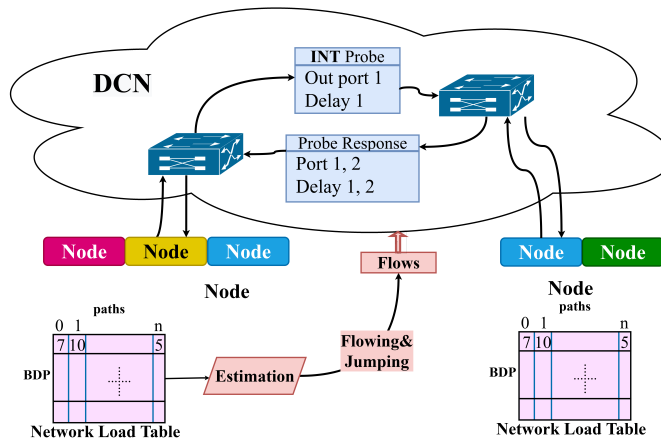 INT Probe
DCN
Out port 1
Delay 1
Probe Response
Port 1, 2
Delay 1, 2
Node Node Node
Node Node
Flows
Node
Node
paths
paths
0 1 n
0 1 n
7 10 5
7 10 5
Flowing&
Jumping
BDP
Estimation
BDP
Network Load Table
Network Load Table